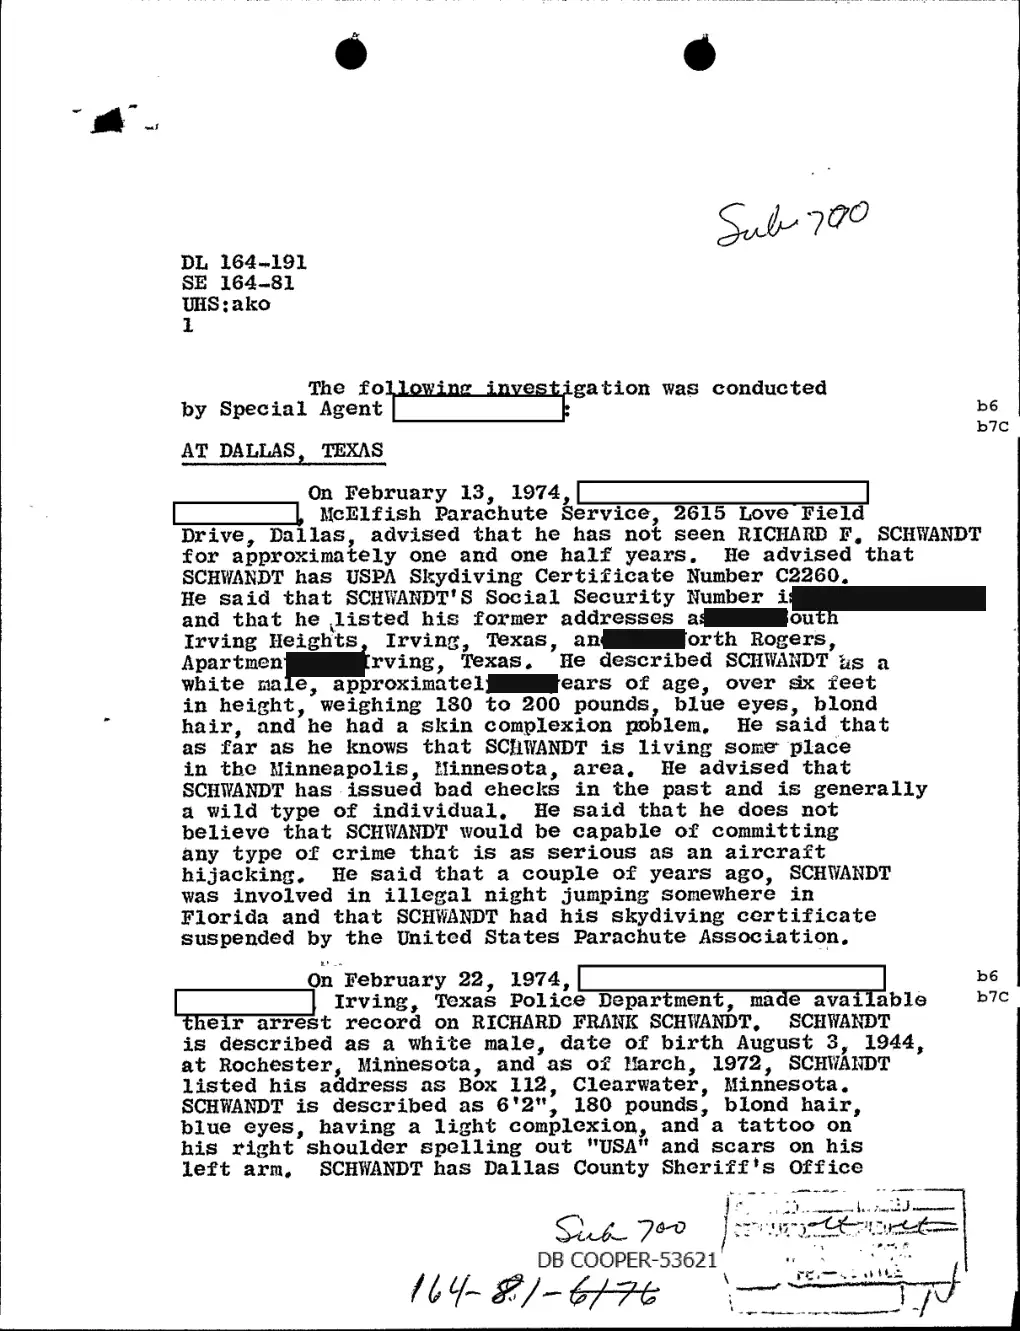 Sub 700
DL 164-191
SE 164-81
UHS:ako
1
The following investigation was conducted
by Special Agent :
b6
b7C
AT DALLAS, TEXAS
On February 13, 1974,
, McElfish Parachute Service, 2615 Love Field
Drive, Dallas, advised that he has not seen RICHARD F. SCHWANDT
for approximately one and one half years. He advised that
SCHWANDT has USPA Skydiving Certificate Number C2260.
He said that SCHWANDT'S Social Security Number is
and that he listed his former addresses as outh
Irving Heights, Irving, Texas, an orth Rogers,
Apartmen rving, Texas. He described SCHWANDT as a
white male, approximatel ears of age, over six feet
in height, weighing 180 to 200 pounds, blue eyes, blond
hair, and he had a skin complexion poblem. He said that
as far as he knows that SCHWANDT is living some place
in the Minneapolis, Minnesota, area. He advised that
SCHWANDT has issued bad checks in the past and is generally
a wild type of individual. He said that he does not
believe that SCHWANDT would be capable of committing
any type of crime that is as serious as an aircraft
hijacking. He said that a couple of years ago, SCHWANDT
was involved in illegal night jumping somewhere in
Florida and that SCHWANDT had his skydiving certificate
suspended by the United States Parachute Association.
On February 22, 1974,
b6
b7C
Irving, Texas Police Department, made available
their arrest record on RICHARD FRANK SCHWANDT. SCHWANDT
is described as a white male, date of birth August 3, 1944,
at Rochester, Minnesota, and as of March, 1972, SCHWANDT
listed his address as Box 112, Clearwater, Minnesota.
SCHWANDT is described as 6'2", 180 pounds, blond hair,
blue eyes, having a light complexion, and a tattoo on
his right shoulder spelling out "USA" and scars on his
left arm. SCHWANDT has Dallas County Sheriff's Office
Sub 700
DB COOPER-53621
164-81-6176